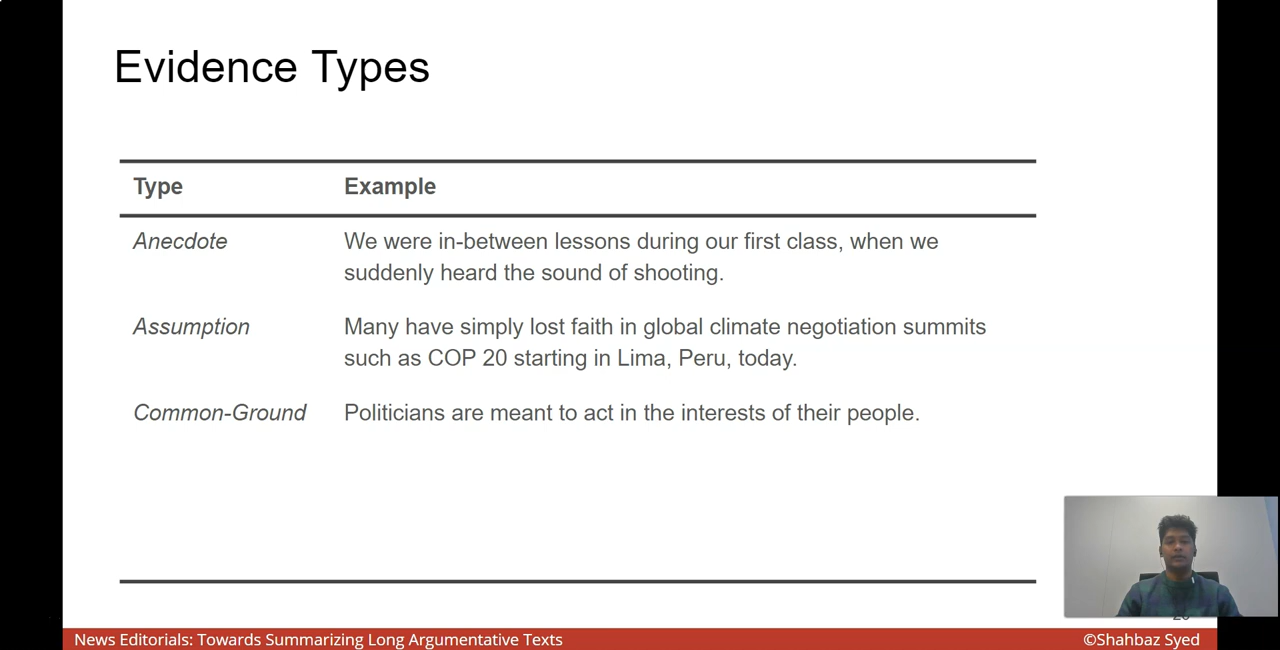 Evidence Types
Type Example
Anecdote We were in-between lessons during our first class, when we
suddenly heard the sound of shooting.
Assumption Many have simply lost faith in global climate negotiation summits
such as COP 20 starting in Lima, Peru, today.
Common-Ground Politicians are meant to act in the interests of their people.
News Editorials: Towards Summarizing Long Argumentative Texts
©Shahbaz Syed